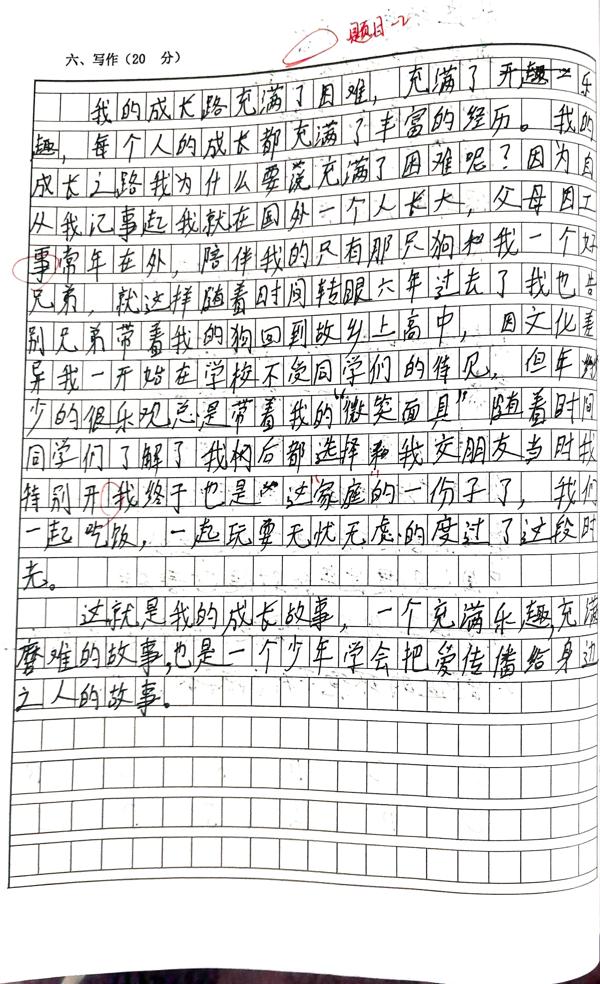 题目-2
六、写作（20 分）
我的成长路充满了困难，充满了开趣乐
趣，每个人的成长都充满了丰富的经历。我的
成长之路我为什么要说充满了困难呢？因为自
从我记事起我就在国外一个人长大，父母因工
事常年在外，陪伴我的只有那只狗和我一个好
兄弟，就这样随着时间转眼六年过去了我也告
别兄弟带着我的狗回到故乡上高中，因文化差
异我一开始在学校不受同学们的待见，但年
少的很乐观总是带着我的“微笑面具”随着时间
同学们了解了我后都选择和我交朋友当时我
特别开我终于也是“这家庭”的一份子了，我们
一起吃饭，一起玩耍无忧无虑的度过了这段时
光。
这就是我的成长故事，一个充满乐趣，充满
磨难的故事，也是一个少年学会把爱传播给身边
之人的故事。